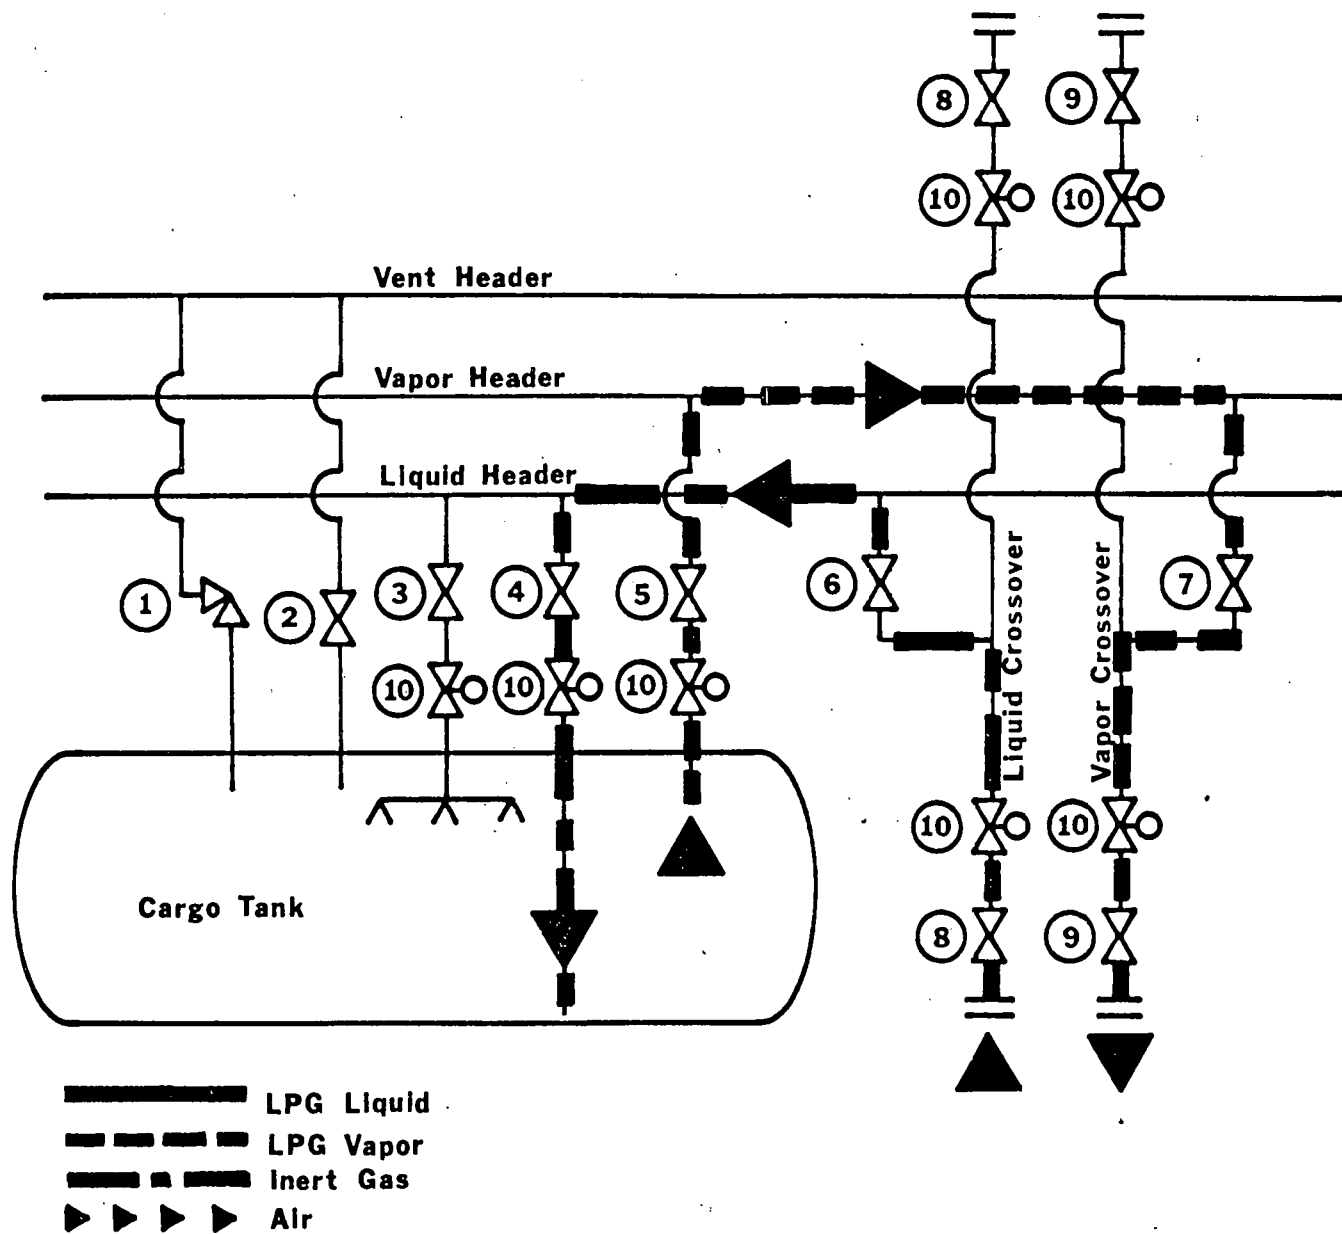 8 9
10 10
Vent Header
Vapor Header
Liquid Header
1 2 3 4 5 6 7
10 10 10
Liquid Crossover
Vapor Crossover
10 10
Cargo Tank
8 9
LPG Liquid
LPG Vapor
Inert Gas
Air